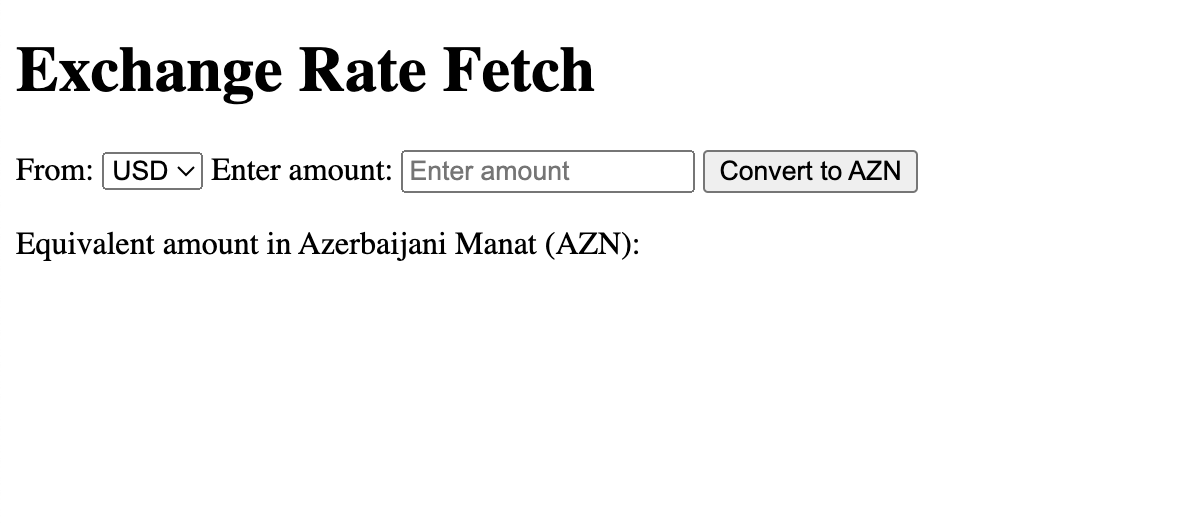 Exchange Rate Fetch
From: USD Enter amount: Enter amount Convert to AZN
Equivalent amount in Azerbaijani Manat (AZN):